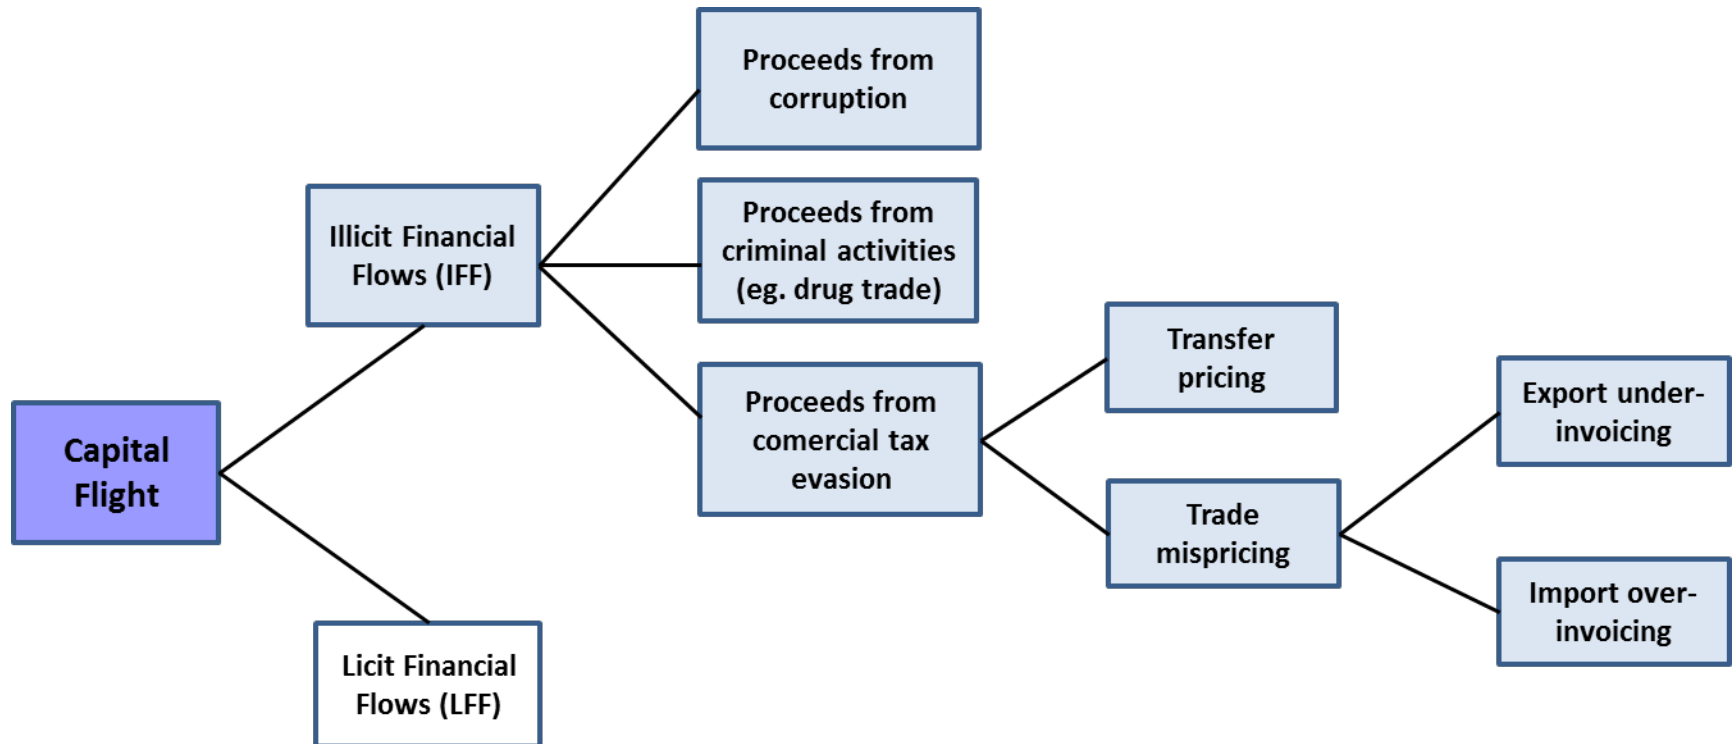 Proceeds from
corruption
Illicit Financial
Flows (IFF)
Proceeds from
criminal activities
(eg. drug trade)
Transfer
pricing
Proceeds from
comercial tax
evasion
Export under-
invoicing
Capital
Flight
Trade
mispricing
Import over-
invoicing
Licit Financial
Flows (LFF)